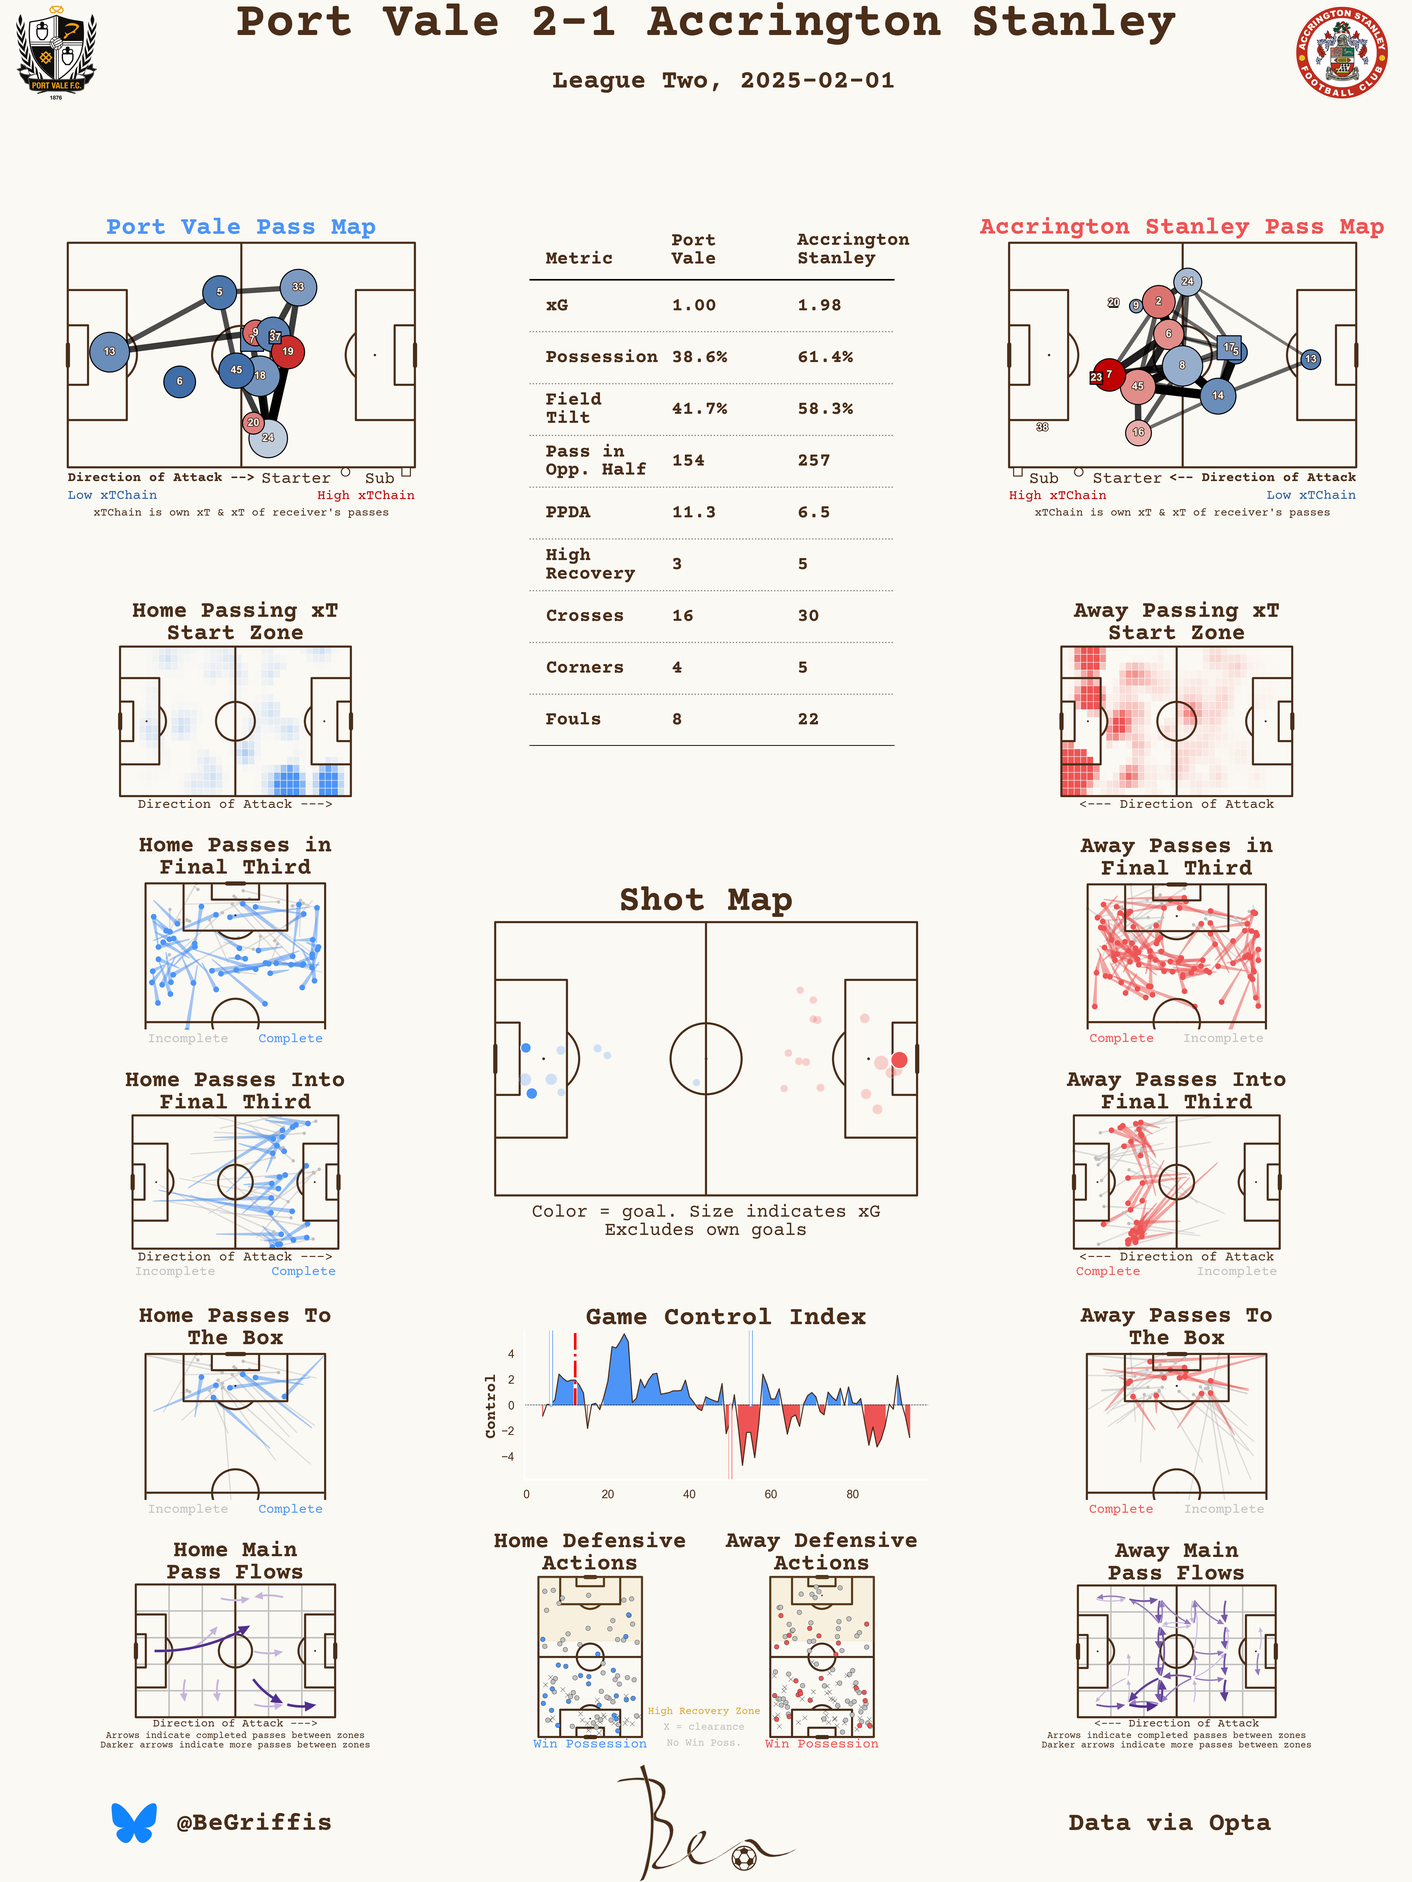 Port Vale 2-1 Accrington Stanley
League Two, 2025-02-01
PORT VALE F.C.
1876
ACCRINGTON STANLEY
FOOTBALL CLUB
Port Vale Pass Map
13
5
33
9
7
37
19
6
45
18
20
24
Direction of Attack --> Starter Sub
Low xTChain High xTChain
xTChain is own xT & xT of receiver's passes
Metric Port Vale Accrington Stanley
xG 1.00 1.98
Possession 38.6% 61.4%
Field Tilt 41.7% 58.3%
Pass in Opp. Half 154 257
PPDA 11.3 6.5
High Recovery 3 5
Crosses 16 30
Corners 4 5
Fouls 8 22
Accrington Stanley Pass Map
24
20
9
2
6
17
5
13
8
23
7
45
14
38
16
Sub Starter <-- Direction of Attack
High xTChain Low xTChain
xTChain is own xT & xT of receiver's passes
Home Passing xT
Start Zone
Direction of Attack --->
Away Passing xT
Start Zone
<--- Direction of Attack
Home Passes in
Final Third
Incomplete Complete
Away Passes in
Final Third
Complete Incomplete
Shot Map
Color = goal. Size indicates xG
Excludes own goals
Home Passes Into
Final Third
Direction of Attack --->
Incomplete Complete
Away Passes Into
Final Third
<--- Direction of Attack
Complete Incomplete
Home Passes To
The Box
Incomplete Complete
Game Control Index
Control
4
2
0
−2
−4
0 20 40 60 80
Away Passes To
The Box
Complete Incomplete
Home Main
Pass Flows
Direction of Attack --->
Arrows indicate completed passes between zones
Darker arrows indicate more passes between zones
Home Defensive
Actions
Win Possession
High Recovery Zone
X = clearance
No Win Poss.
Away Defensive
Actions
Win Possession
Away Main
Pass Flows
<--- Direction of Attack
Arrows indicate completed passes between zones
Darker arrows indicate more passes between zones
@BeGriffis
Ben
Data via Opta